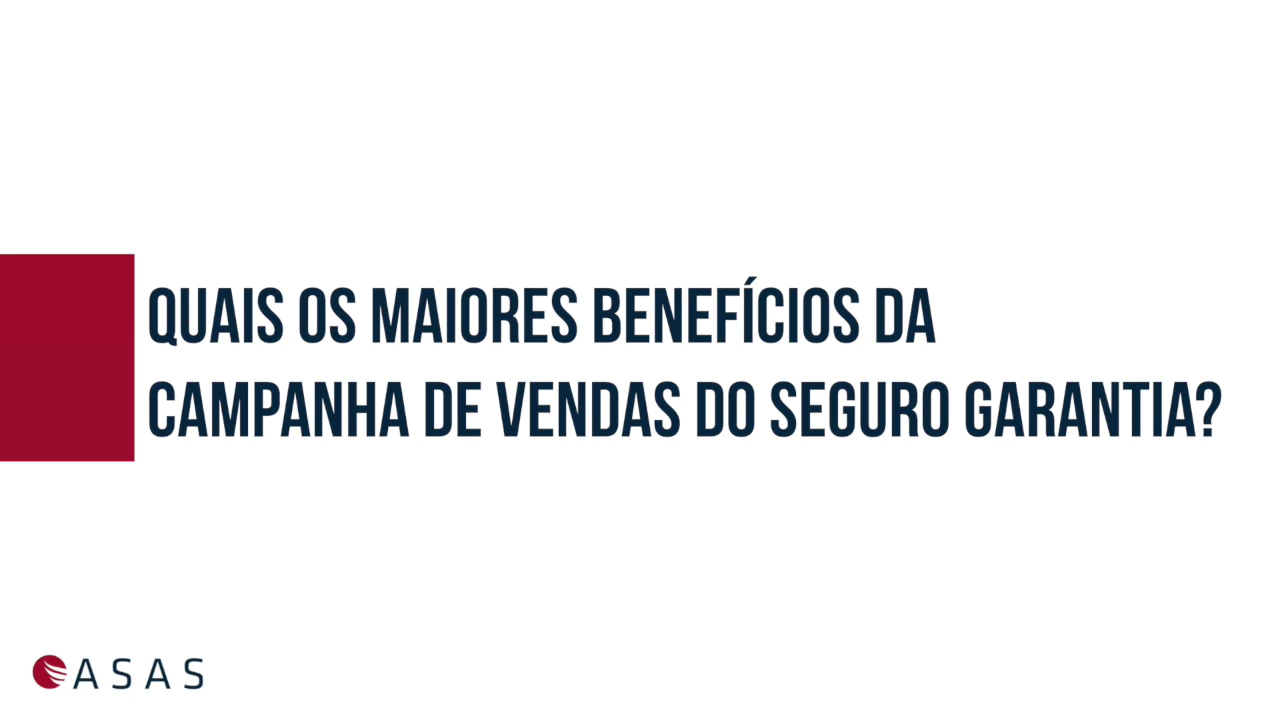 QUAIS OS MAIORES BENEFÍCIOS DA
CAMPANHA DE VENDAS DO SEGURO GARANTIA?
ASAS